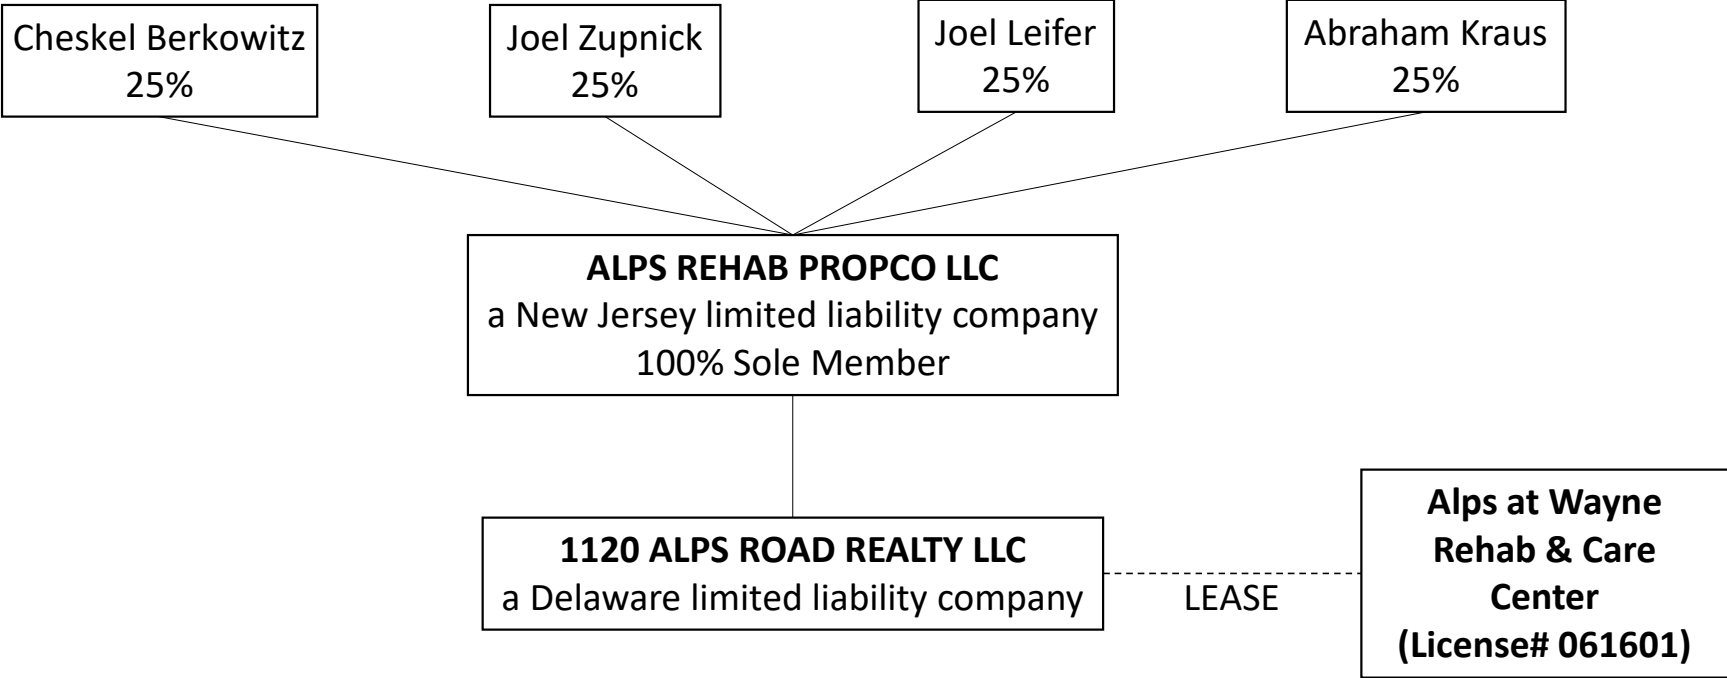 Cheskel Berkowitz
25%
Joel Zupnick
25%
Joel Leifer
25%
Abraham Kraus
25%
ALPS REHAB PROPCO LLC
a New Jersey limited liability company
100% Sole Member
1120 ALPS ROAD REALTY LLC
a Delaware limited liability company
LEASE
Alps at Wayne
Rehab & Care
Center
(License# 061601)